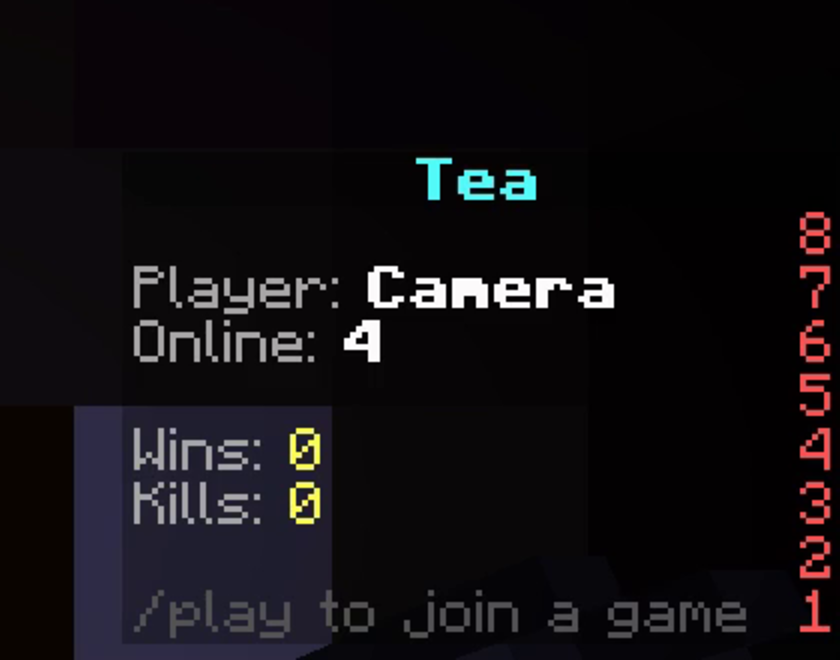 Tea
8
Player: Camera 7
Online: 4 6
5
Wins: 0 4
Kills: 0 3
2
/play to join a game 1